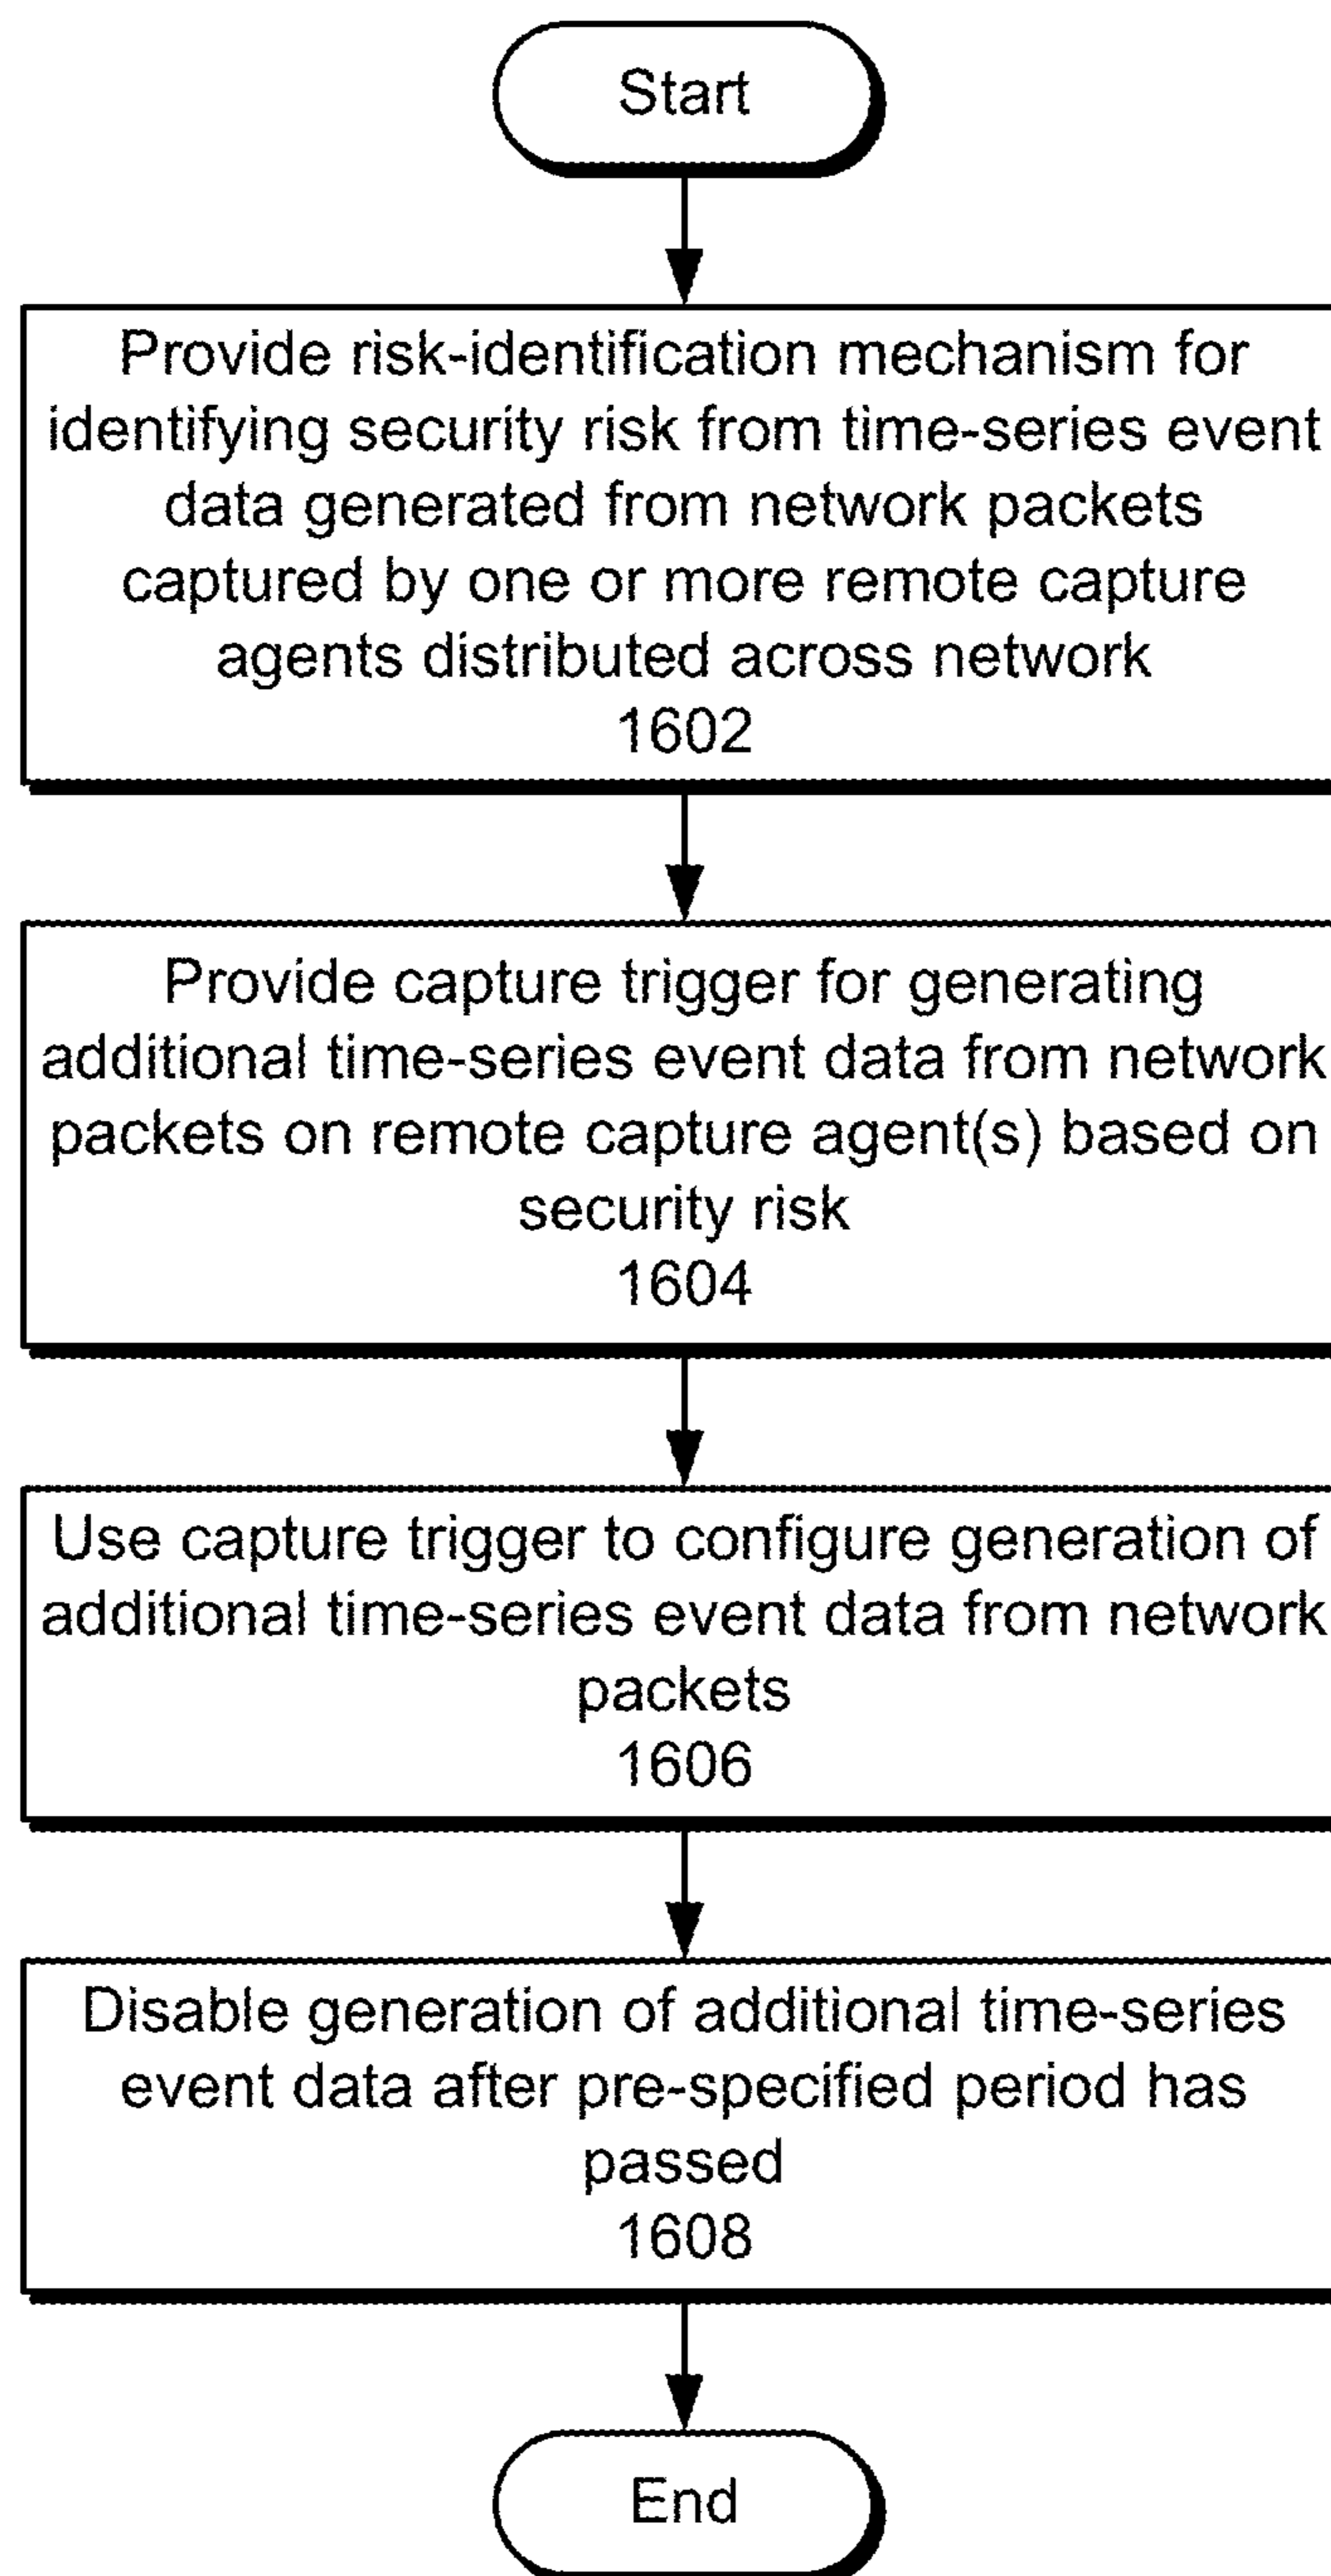 Start
Provide risk-identification mechanism for
identifying security risk from time-series event
data generated from network packets
captured by one or more remote capture
agents distributed across network
1602
Provide capture trigger for generating
additional time-series event data from network
packets on remote capture agent(s) based on
security risk
1604
Use capture trigger to configure generation of
additional time-series event data from network
packets
1606
Disable generation of additional time-series
event data after pre-specified period has
passed
1608
End